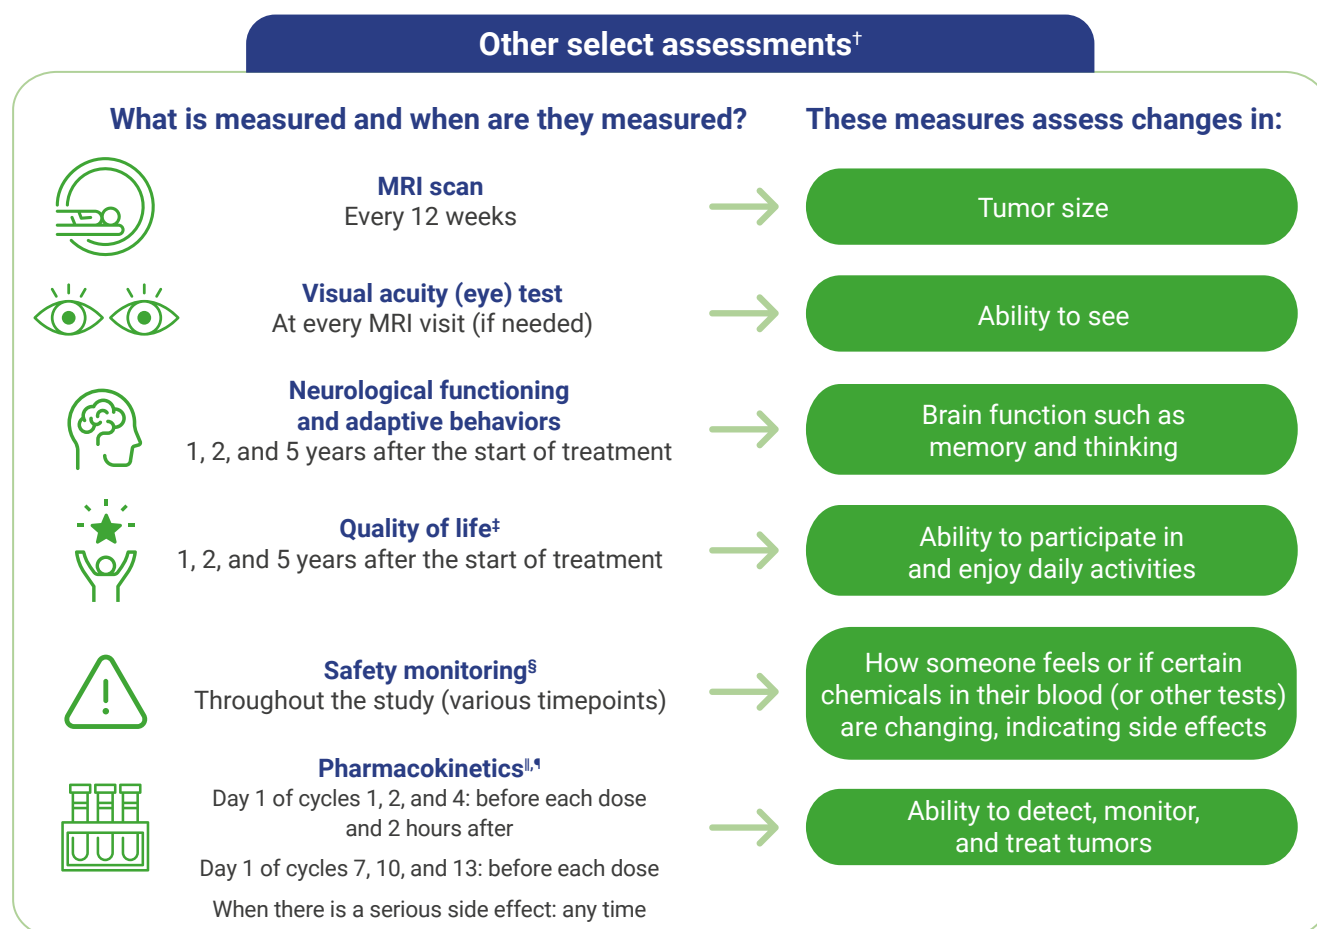 Other select assessments†
What is measured and when are they measured?
These measures assess changes in:
MRI scan
Every 12 weeks
Tumor size
Visual acuity (eye) test
At every MRI visit (if needed)
Ability to see
Neurological functioning
and adaptive behaviors
1, 2, and 5 years after the start of treatment
Brain function such as
memory and thinking
Quality of life‡
1, 2, and 5 years after the start of treatment
Ability to participate in
and enjoy daily activities
Safety monitoring§
Throughout the study (various timepoints)
How someone feels or if certain
chemicals in their blood (or other tests)
are changing, indicating side effects
Pharmacokinetics‖,¶
Day 1 of cycles 1, 2, and 4: before each dose
and 2 hours after
Day 1 of cycles 7, 10, and 13: before each dose
When there is a serious side effect: any time
Ability to detect, monitor,
and treat tumors